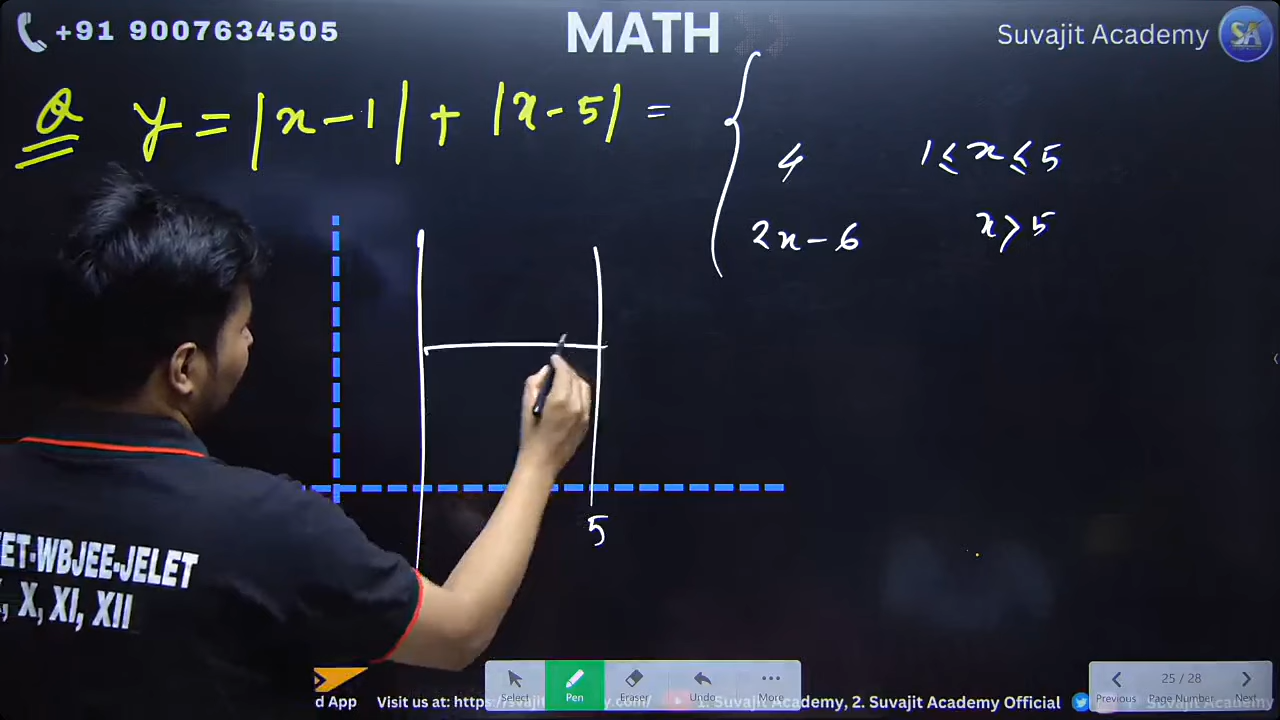 +91 9007634505
MATH
Suvajit Academy
SA
Q y = |x-1| + |x-5| =
4 1 ≤ x ≤ 5
2x-6 x > 5
5
ET-WBJEE-JELET
, X, XI, XII
Select
Pen
Eraser
Undo
More
Previous
25 / 28
Page Number
Next
d App
Visit us at: https://suvajit
my.com/
1. Suvajit Academy, 2. Suvajit Academy Official